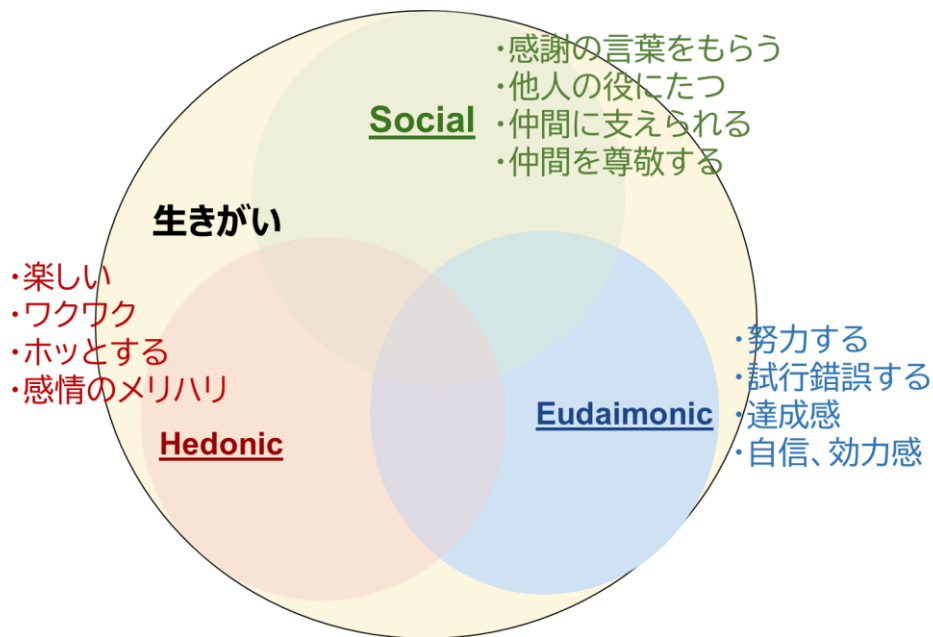 ・感謝の言葉をもらう
・他人の役にたつ
・仲間に支えられる
・仲間を尊敬する
Social
生きがい
・楽しい
・ワクワク
・ホッとする
・感情のメリハリ
Hedonic
・努力する
・試行錯誤する
・達成感
・自信、効力感
Eudaimonic